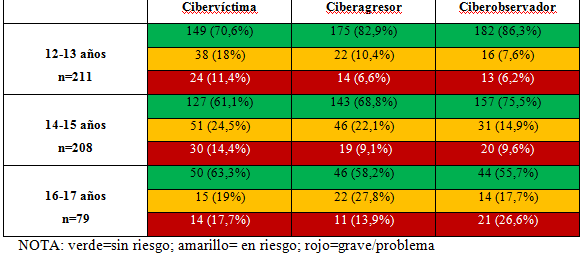 Cibervíctima Ciberagresor Ciberobservador
149 (70,6%) 175 (82,9%) 182 (86,3%)
12-13 años 38 (18%) 22 (10,4%) 16 (7,6%)
n=211 24 (11,4%) 14 (6,6%) 13 (6,2%)
127 (61,1%) 143 (68,8%) 157 (75,5%)
14-15 años 51 (24,5%) 46 (22,1%) 31 (14,9%)
n=208 30 (14,4%) 19 (9,1%) 20 (9,6%)
50 (63,3%) 46 (58,2%) 44 (55,7%)
16-17 años 15 (19%) 22 (27,8%) 14 (17,7%)
n=79 14 (17,7%) 11 (13,9%) 21 (26,6%)
NOTA: verde=sin riesgo; amarillo= en riesgo; rojo=grave/problema